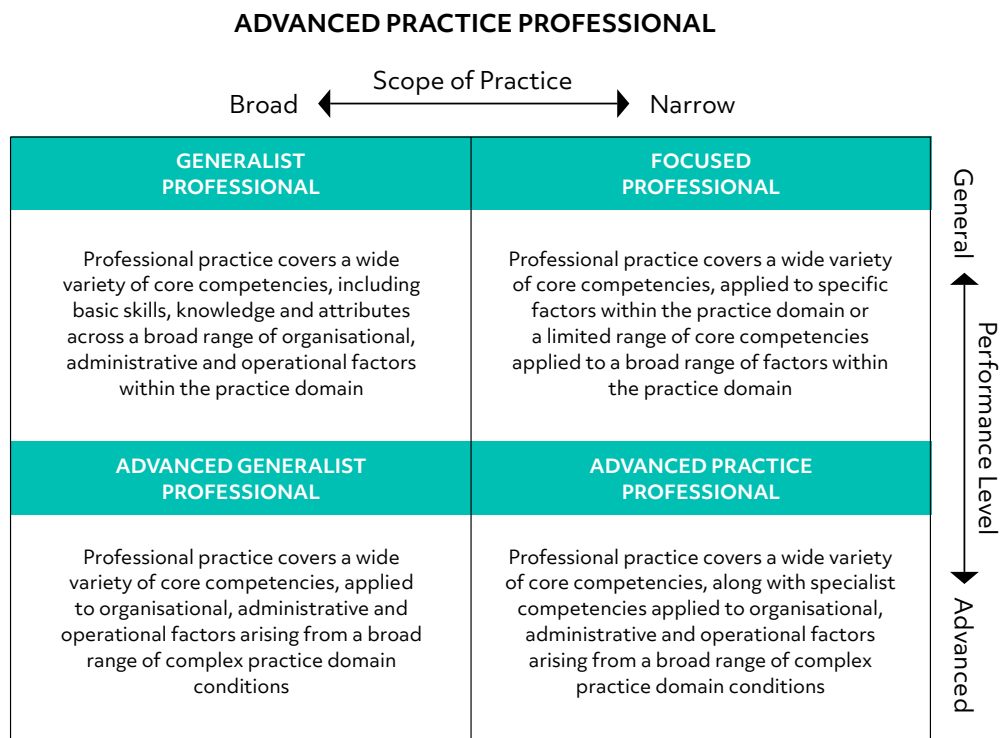 ADVANCED PRACTICE PROFESSIONAL
Scope of Practice
Broad
Narrow
GENERALIST
PROFESSIONAL
FOCUSED
PROFESSIONAL
General
Professional practice covers a wide
variety of core competencies, including
basic skills, knowledge and attributes
across a broad range of organisational,
administrative and operational factors
within the practice domain
Professional practice covers a wide variety
of core competencies, applied to specific
factors within the practice domain or
a limited range of core competencies
applied to a broad range of factors within
the practice domain
Performance Level
ADVANCED GENERALIST
PROFESSIONAL
ADVANCED PRACTICE
PROFESSIONAL
Professional practice covers a wide
variety of core competencies, applied
to organisational, administrative and
operational factors arising from a broad
range of complex practice domain
conditions
Professional practice covers a wide variety
of core competencies, along with specialist
competencies applied to organisational,
administrative and operational factors
arising from a broad range of complex
practice domain conditions
Advanced